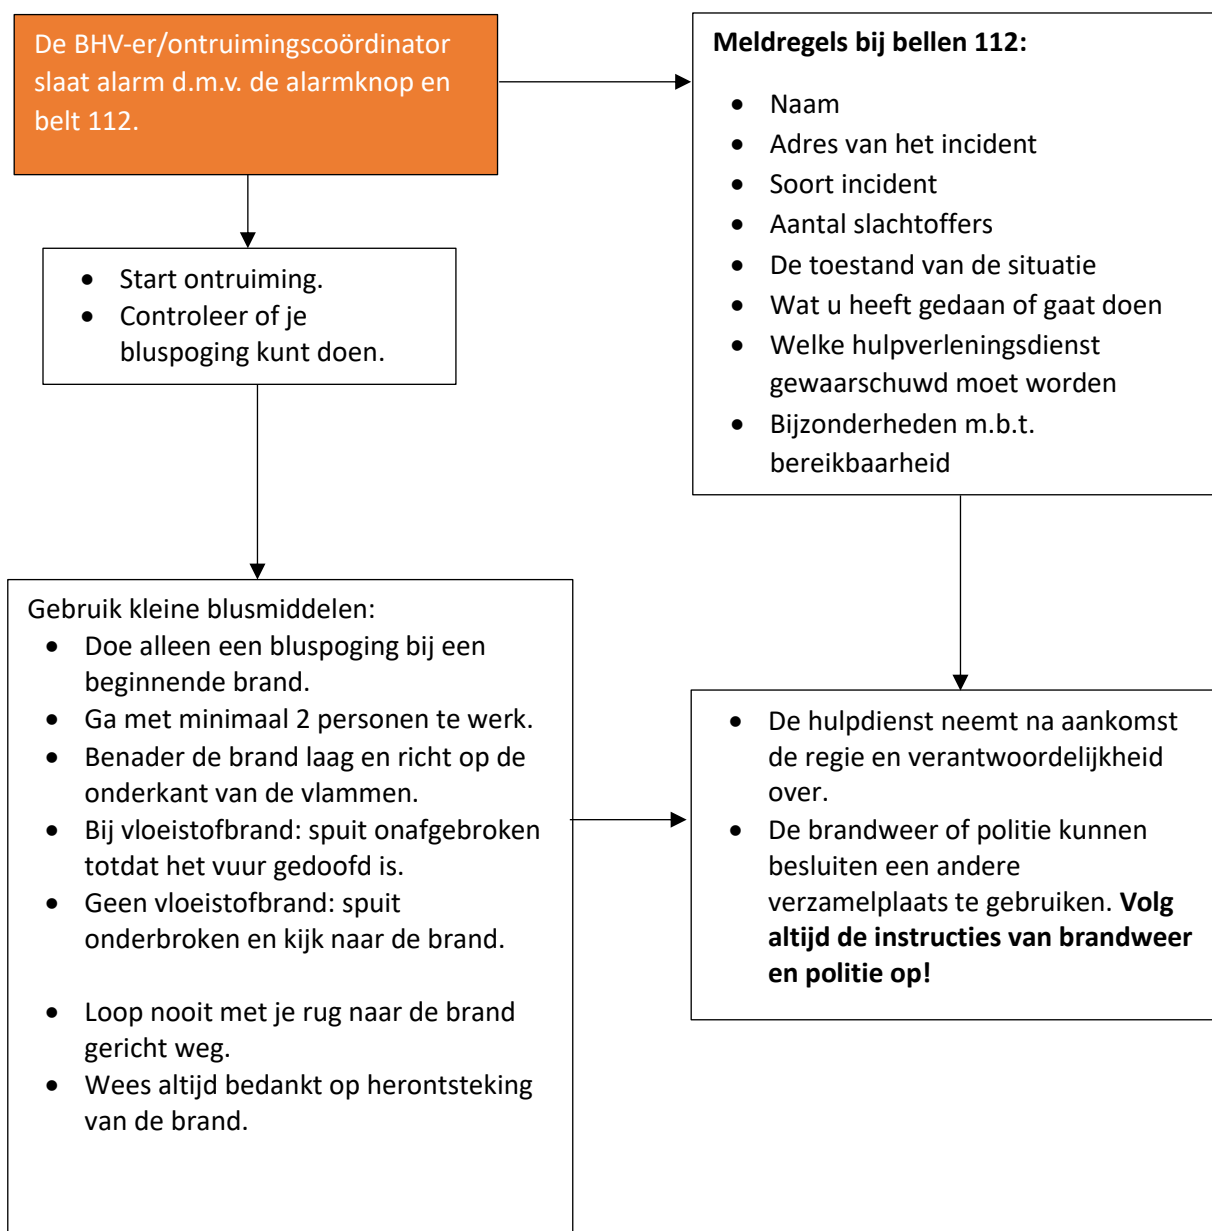 De BHV-er/ontruimingscoördinator
slaat alarm d.m.v. de alarmknop en
belt 112.
Meldregels bij bellen 112:
• Naam
• Adres van het incident
• Soort incident
• Aantal slachtoffers
• De toestand van de situatie
• Wat u heeft gedaan of gaat doen
• Welke hulpverleningsdienst
gewaarschuwd moet worden
• Bijzonderheden m.b.t.
bereikbaarheid
• Start ontruiming.
• Controleer of je
bluspoging kunt doen.
Gebruik kleine blusmiddelen:
• Doe alleen een bluspoging bij een
beginnende brand.
• Ga met minimaal 2 personen te werk.
• Benader de brand laag en richt op de
onderkant van de vlammen.
• Bij vloeistofbrand: spuit onafgebroken
totdat het vuur gedoofd is.
• Geen vloeistofbrand: spuit
onderbroken en kijk naar de brand.
• Loop nooit met je rug naar de brand
gericht weg.
• Wees altijd bedankt op herontsteking
van de brand.
• De hulpdienst neemt na aankomst
de regie en verantwoordelijkheid
over.
• De brandweer of politie kunnen
besluiten een andere
verzamelplaats te gebruiken. Volg
altijd de instructies van brandweer
en politie op!